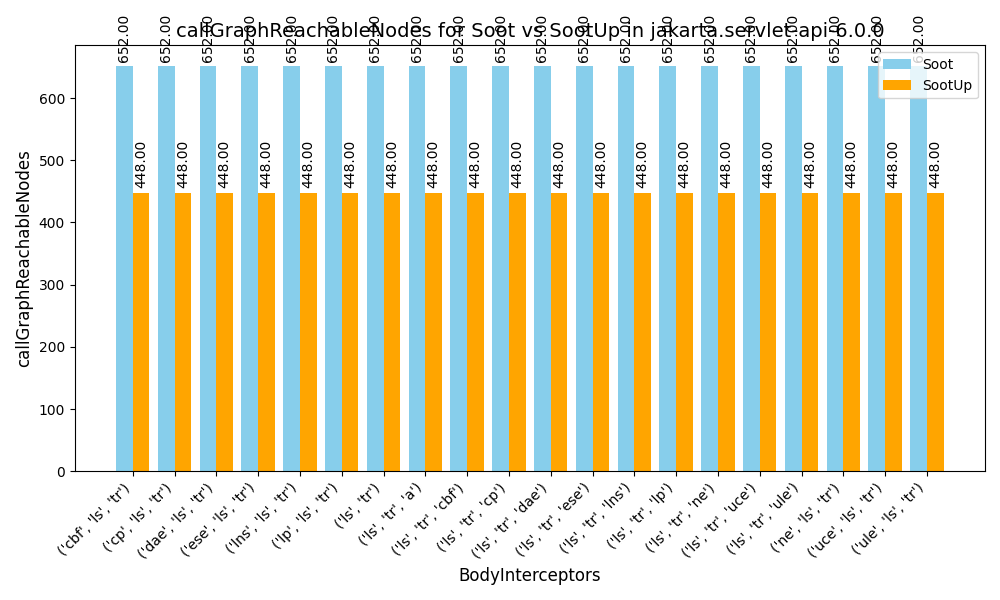 callGraphReachableNodes for Soot vs SootUp in jakarta.servlet-api-6.0.0
Soot
SootUp
callGraphReachableNodes
600
500
400
300
200
100
0
652.00
448.00
652.00
448.00
652.00
448.00
652.00
448.00
652.00
448.00
652.00
448.00
652.00
448.00
652.00
448.00
652.00
448.00
652.00
448.00
652.00
448.00
652.00
448.00
652.00
448.00
652.00
448.00
652.00
448.00
652.00
448.00
652.00
448.00
652.00
448.00
652.00
448.00
652.00
448.00
('cbf', 'ls', 'tr')
('cp', 'ls', 'tr')
('dae', 'ls', 'tr')
('ese', 'ls', 'tr')
('lns', 'ls', 'tr')
('lp', 'ls', 'tr')
('ls', 'tr')
('ls', 'tr', 'a')
('ls', 'tr', 'cbf')
('ls', 'tr', 'cp')
('ls', 'tr', 'dae')
('ls', 'tr', 'ese')
('ls', 'tr', 'lns')
('ls', 'tr', 'lp')
('ls', 'tr', 'ne')
('ls', 'tr', 'uce')
('ls', 'tr', 'ule')
('ne', 'ls', 'tr')
('uce', 'ls', 'tr')
('ule', 'ls', 'tr')
BodyInterceptors